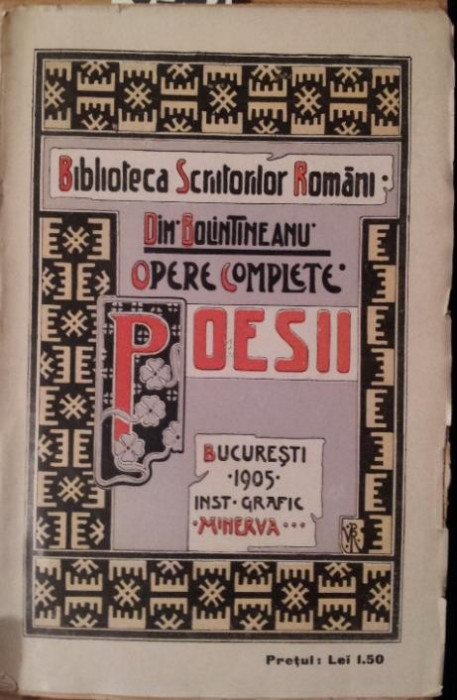 Biblioteca Scriitorilor Români:
DIM· BOLINTINEANU·
OPERE COMPLETE·
POESII
BUCUREŞTI
·1905·
INST·GRAFIC
·MINERVA···
Preţul: Lei 1.50